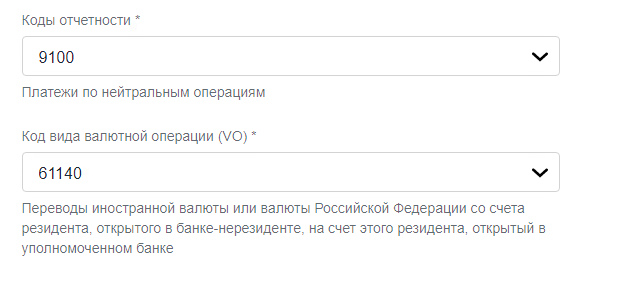 Коды отчетности *
9100
Платежи по нейтральным операциям
Код вида валютной операции (VO) *
61140
Переводы иностранной валюты или валюты Российской Федерации со счета
резидента, открытого в банке-нерезиденте, на счет этого резидента, открытый в
уполномоченном банке